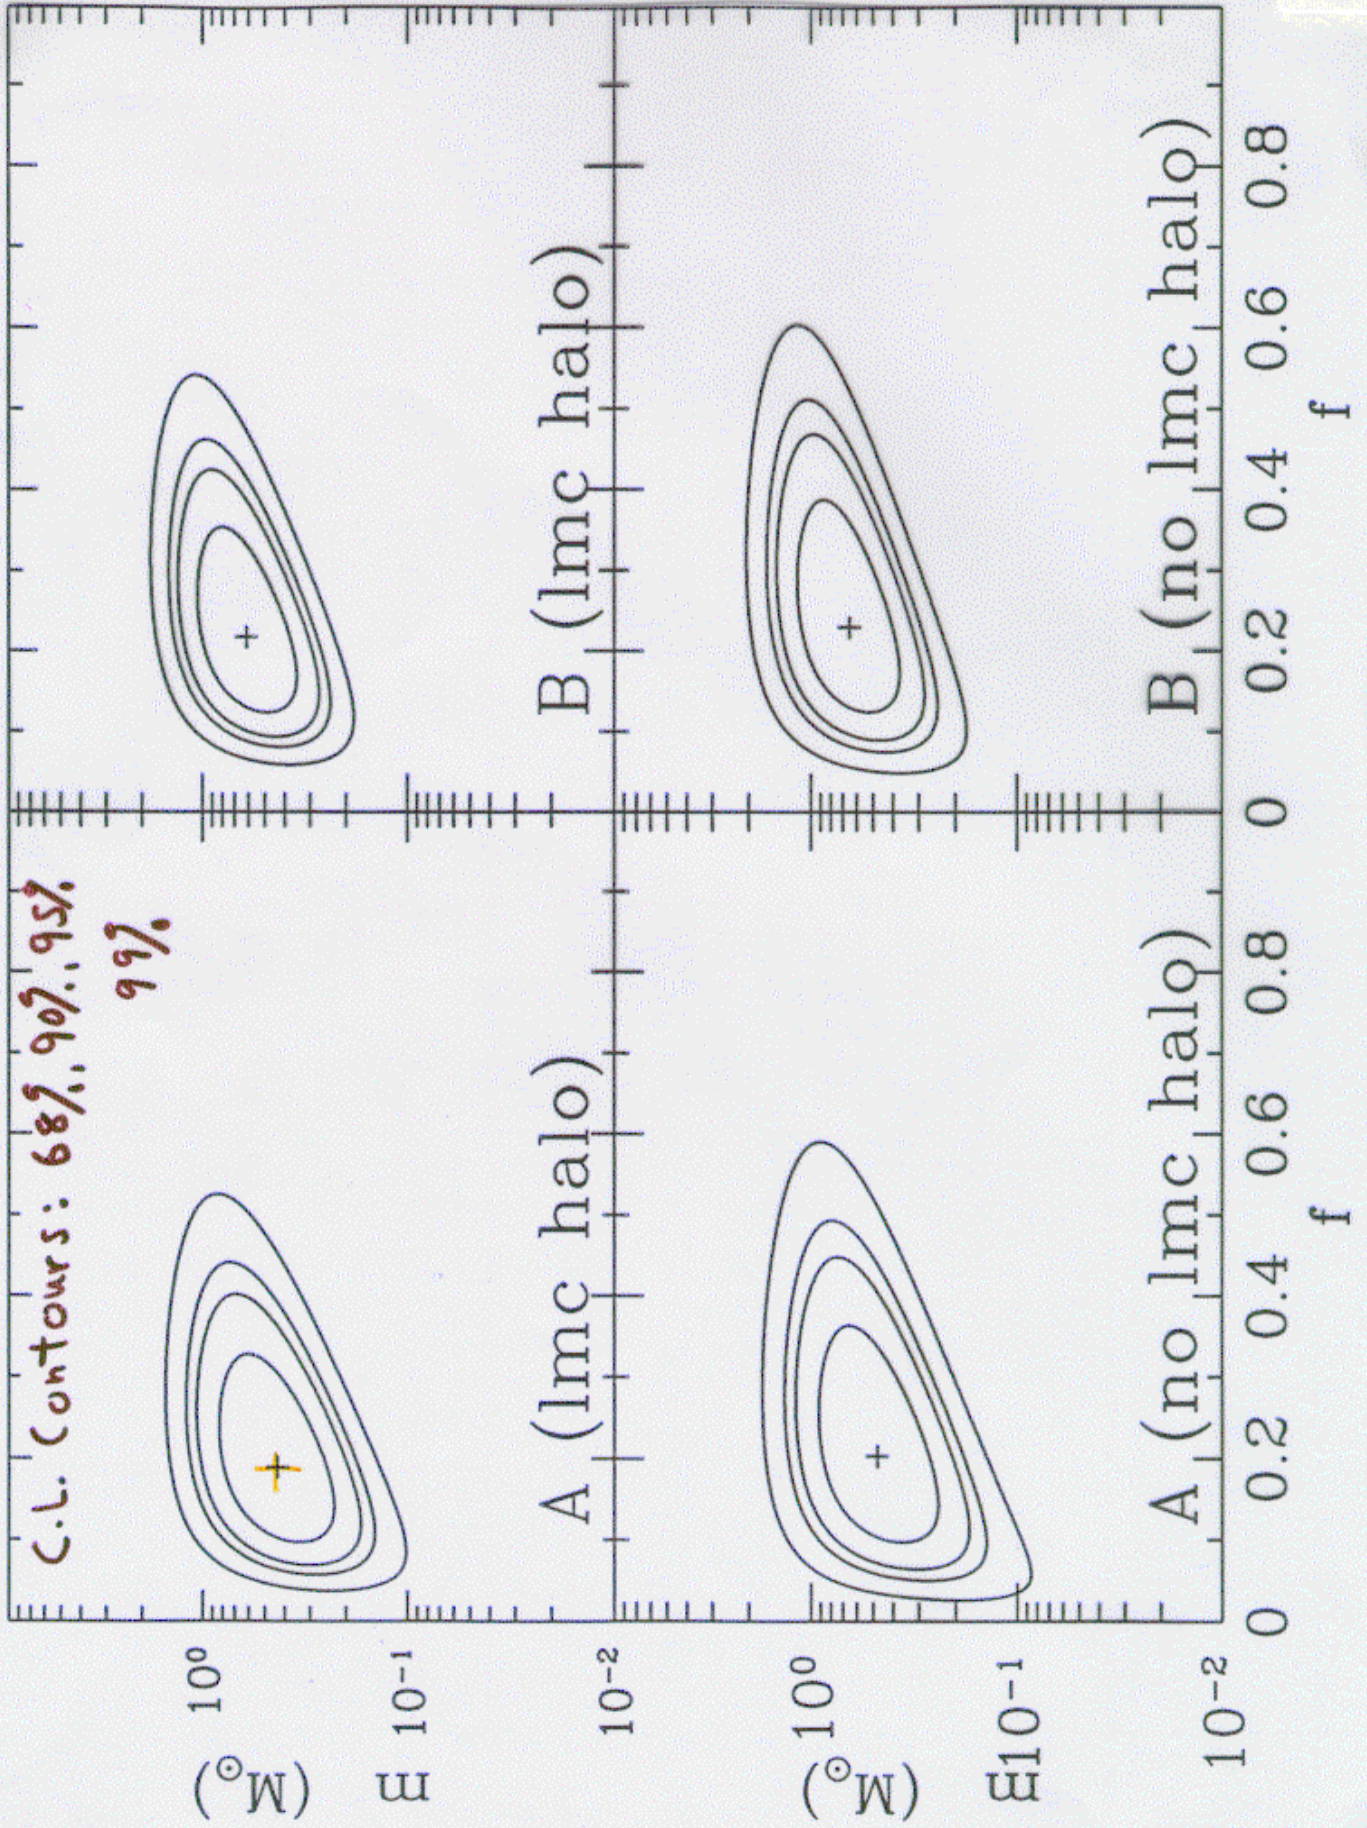 C.L. Contours: 68%, 90%, 95%
99%
10⁰
10⁻¹
m (M⊙)
A (lmc halo)
B (lmc halo)
10⁻²
10⁰
10⁻¹
m (M⊙)
A (no lmc halo)
B (no lmc halo)
10⁻²
0 0.2 0.4 0.6 0.8 0 0.2 0.4 0.6 0.8
f f